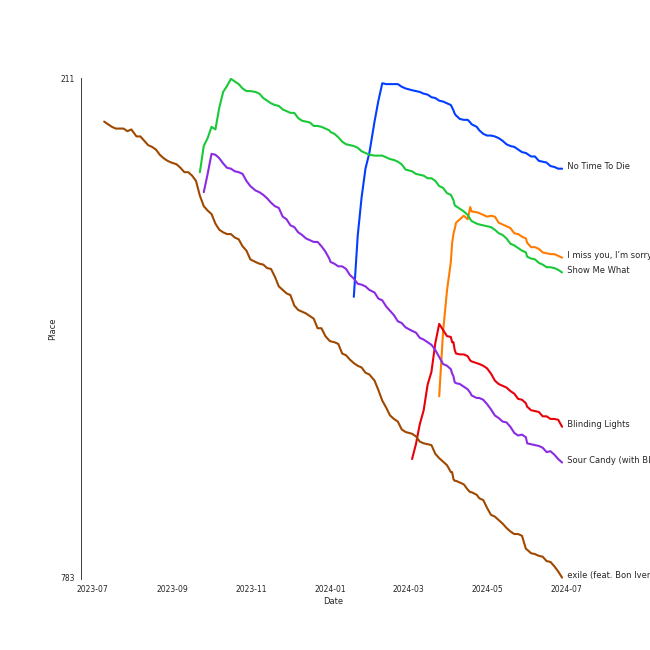 211
No Time To Die
I miss you, I'm sorry
Show Me What
Place
Blinding Lights
Sour Candy (with Bl
exile (feat. Bon Iver
783
2023-07 2023-09 2023-11 2024-01 2024-03 2024-05 2024-07
Date